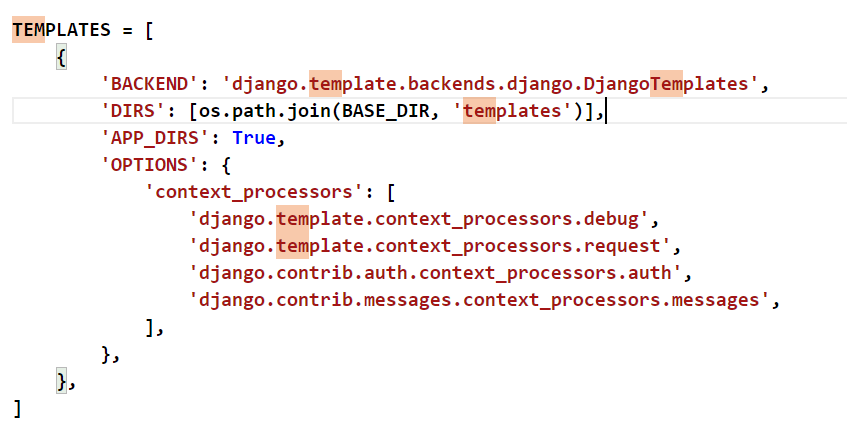 TEMPLATES = [
    {
        'BACKEND': 'django.template.backends.django.DjangoTemplates',
        'DIRS': [os.path.join(BASE_DIR, 'templates')],
        'APP_DIRS': True,
        'OPTIONS': {
            'context_processors': [
                'django.template.context_processors.debug',
                'django.template.context_processors.request',
                'django.contrib.auth.context_processors.auth',
                'django.contrib.messages.context_processors.messages',
            ],
        },
    },
]